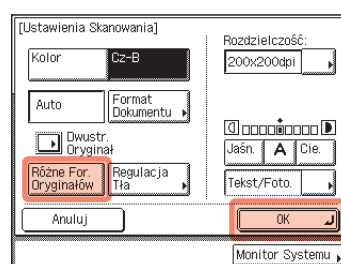 [Ustawienia Skanowania]
Kolor
Cz-B
Auto
Format
Dokumentu
Dwustr.
Oryginał
Różne For.
Oryginałów
Regulacja
Tła
Rozdzielczość:
200x200dpi
Jaśn.
A
Cie.
Tekst/Foto.
Anuluj
OK
Monitor Systemu